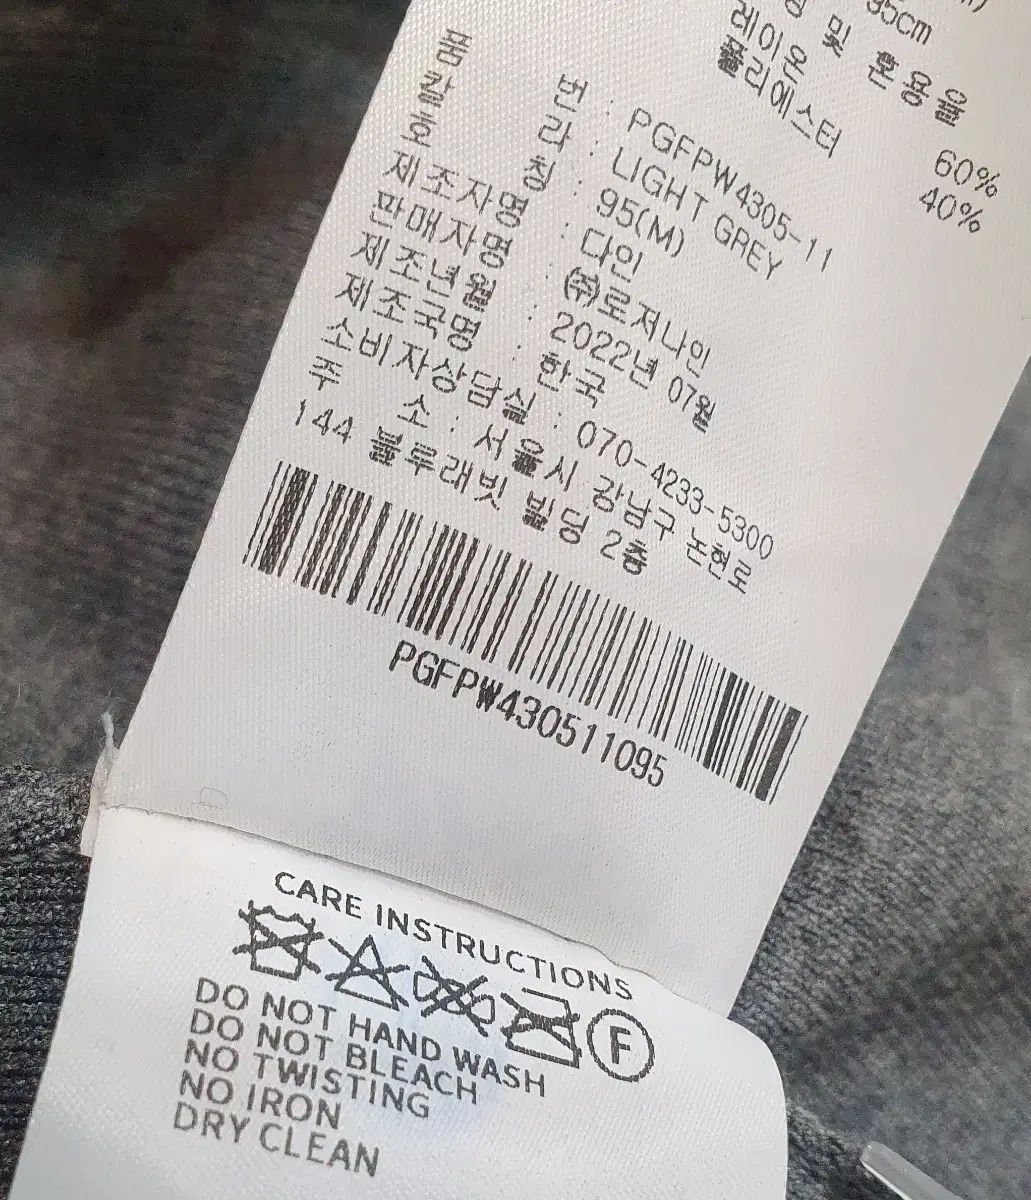 95cm
및 혼용율
레이온 60%
폴리에스터 40%
품 번 : PGFPW4305-11
칼 라 : LIGHT GREY
호 칭 : 95(M)
제조자명 : 다인
판매자명 : ㈜로저나인
제조년월 : 2022년 07월
제조국명 : 한국
소비자상담실 : 070-4233-5300
주 소 : 서울시 강남구 논현로
144 블루래빗 빌딩 2층
PGFPW430511095
CARE INSTRUCTIONS
F
DO NOT HAND WASH
DO NOT BLEACH
NO TWISTING
NO IRON
DRY CLEAN